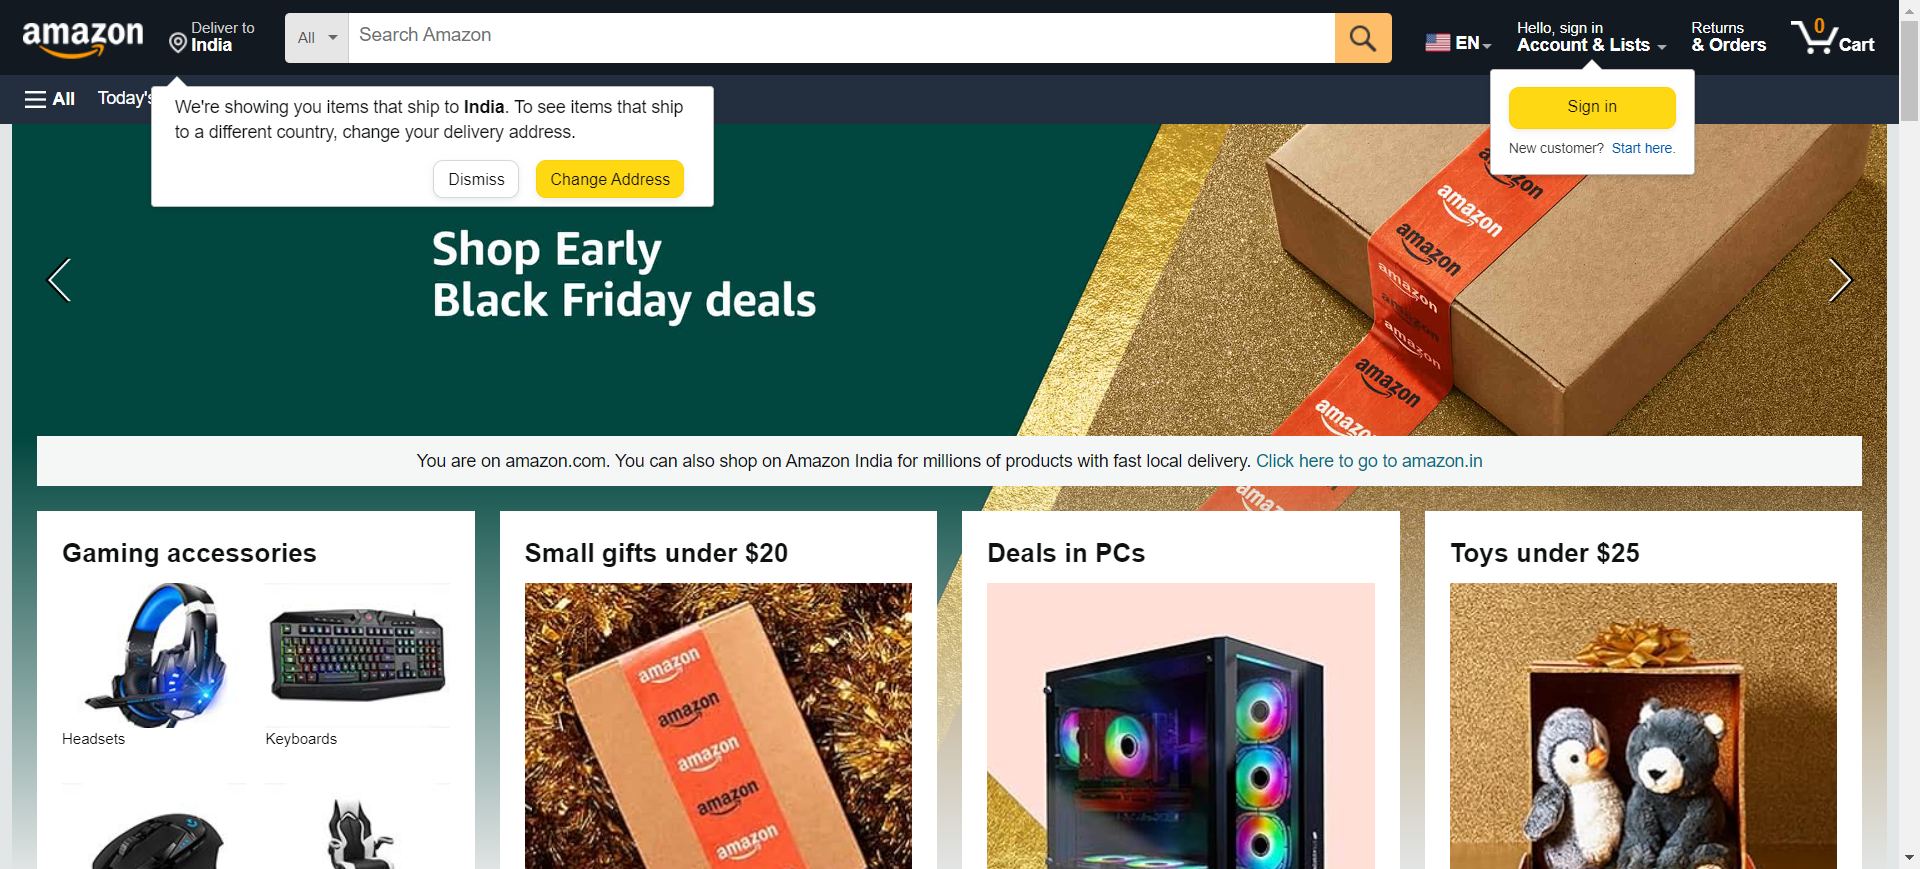 amazon
Deliver to
India
All
Search Amazon
EN
Hello, sign in
Account & Lists
Returns
& Orders
0
Cart
All
Today's
We're showing you items that ship to India. To see items that ship
to a different country, change your delivery address.
Dismiss
Change Address
Sign in
New customer? Start here.
Shop Early
Black Friday deals
amazon
amazon
amazon
amazon
amazon
amazon
amazon
You are on amazon.com. You can also shop on Amazon India for millions of products with fast local delivery. Click here to go to amazon.in
Gaming accessories
Headsets
Keyboards
Small gifts under $20
amazon
amazon
amazon
amazon
amazon
Deals in PCs
Toys under $25